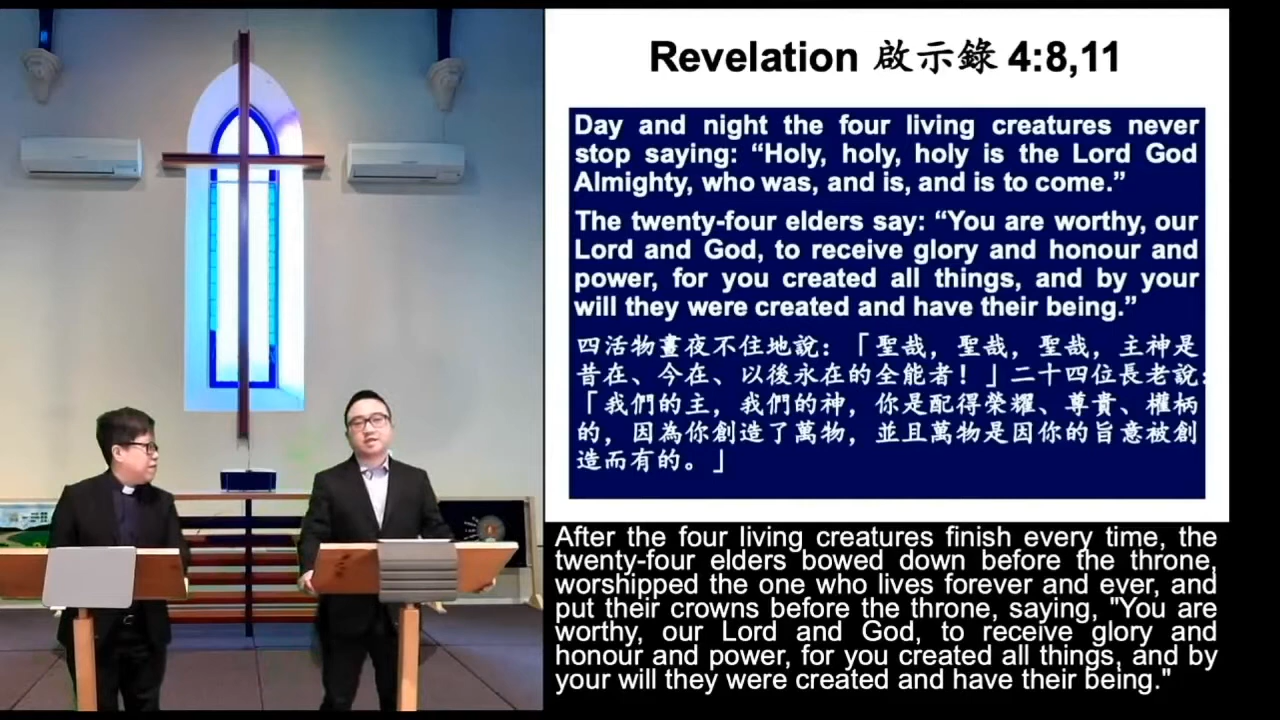 Revelation 啟示錄 4:8,11
Day and night the four living creatures never
stop saying: “Holy, holy, holy is the Lord God
Almighty, who was, and is, and is to come.”
The twenty-four elders say: “You are worthy, our
Lord and God, to receive glory and honour and
power, for you created all things, and by your
will they were created and have their being.”
四活物晝夜不住地說：「聖哉，聖哉，聖哉，主神是
昔在、今在、以後永在的全能者！」二十四位長老說：
「我們的主，我們的神，你是配得榮耀、尊貴、權柄
的，因為你創造了萬物，並且萬物是因你的旨意被創
造而有的。」
After the four living creatures finish every time, the
twenty-four elders bowed down before the throne,
worshipped the one who lives forever and ever, and
put their crowns before the throne, saying, "You are
worthy, our Lord and God, to receive glory and
honour and power, for you created all things, and by
your will they were created and have their being."